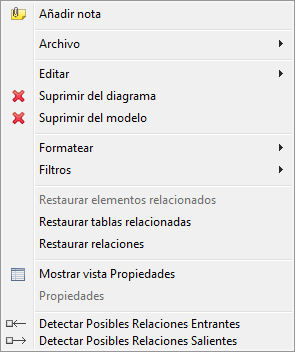 Añadir nota
Archivo
Editar
Suprimir del diagrama
Suprimir del modelo
Formatear
Filtros
Restaurar elementos relacionados
Restaurar tablas relacionadas
Restaurar relaciones
Mostrar vista Propiedades
Propiedades
Detectar Posibles Relaciones Entrantes
Detectar Posibles Relaciones Salientes